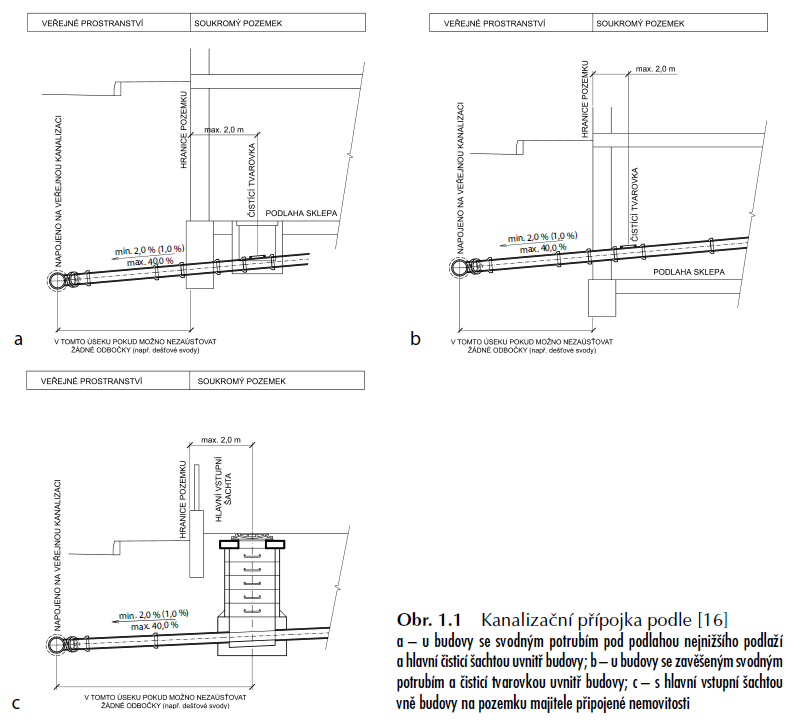 VEŘEJNÉ PROSTRANSTVÍ
SOUKROMÝ POZEMEK
HRANICE POZEMKU
max. 2,0 m
ČISTÍCÍ TVAROVKA
NAPOJENO NA VEŘEJNOU KANALIZACI
PODLAHA SKLEPA
min. 2,0 % (1,0 %)
max. 40,0 %
a
V TOMTO ÚSEKU POKUD MOŽNO NEZAÚSŤOVAT
ŽÁDNÉ ODBOČKY (např. dešťové svody)
VEŘEJNÉ PROSTRANSTVÍ
SOUKROMÝ POZEMEK
HRANICE POZEMKU
max. 2,0 m
NAPOJENO NA VEŘEJNOU KANALIZACI
ČISTÍCÍ TVAROVKA
min. 2,0 % (1,0 %)
max. 40,0 %
PODLAHA SKLEPA
b
V TOMTO ÚSEKU POKUD MOŽNO NEZAÚSŤOVAT
ŽÁDNÉ ODBOČKY (např. dešťové svody)
VEŘEJNÉ PROSTRANSTVÍ
SOUKROMÝ POZEMEK
max. 2,0 m
HRANICE POZEMKU
HLAVNÍ VSTUPNÍ
ŠACHTA
NAPOJENO NA VEŘEJNOU KANALIZACI
min. 2,0 % (1,0 %)
max. 40,0 %
c
V TOMTO ÚSEKU POKUD MOŽNO NEZAÚSŤOVAT
ŽÁDNÉ ODBOČKY (např. dešťové svody)
Obr. 1.1 Kanalizační přípojka podle [16]
a – u budovy se svodným potrubím pod podlahou nejnižšího podlaží
a hlavní čisticí šachtou uvnitř budovy; b – u budovy se zavěšeným svodným
potrubím a čisticí tvarovkou uvnitř budovy; c – s hlavní vstupní šachtou
vně budovy na pozemku majitele připojené nemovitosti